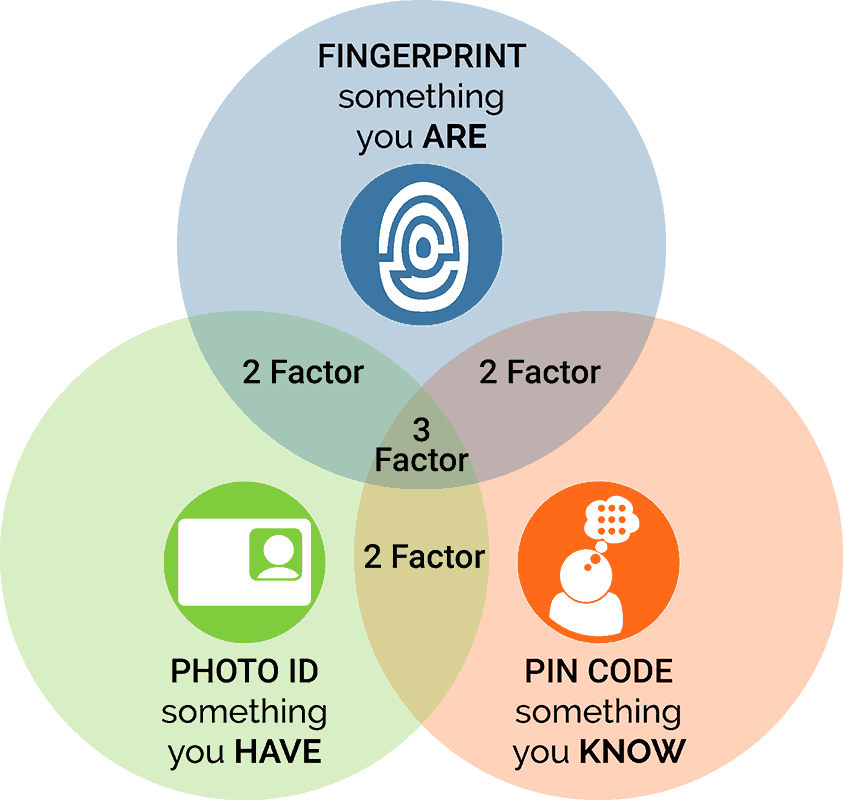 FINGERPRINT
something
you ARE
2 Factor
2 Factor
3
Factor
2 Factor
PHOTO ID
something
you HAVE
PIN CODE
something
you KNOW